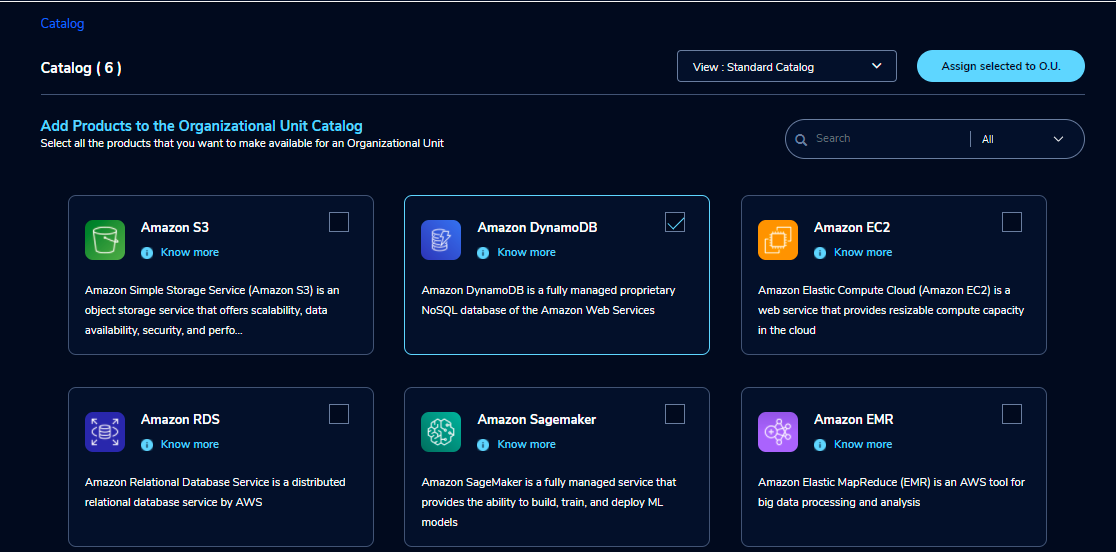 Catalog
Catalog ( 6 )
View : Standard Catalog
Assign selected to O.U.
Add Products to the Organizational Unit Catalog
Select all the products that you want to make available for an Organizational Unit
Search
All
Amazon S3
Know more
Amazon Simple Storage Service (Amazon S3) is an
object storage service that offers scalability, data
availability, security, and perfo...
Amazon DynamoDB
Know more
Amazon DynamoDB is a fully managed proprietary
NoSQL database of the Amazon Web Services
Amazon EC2
Know more
Amazon Elastic Compute Cloud (Amazon EC2) is a
web service that provides resizable compute capacity
in the cloud
Amazon RDS
Know more
Amazon Relational Database Service is a distributed
relational database service by AWS
Amazon Sagemaker
Know more
Amazon SageMaker is a fully managed service that
provides the ability to build, train, and deploy ML
models
Amazon EMR
Know more
Amazon Elastic MapReduce (EMR) is an AWS tool for
big data processing and analysis